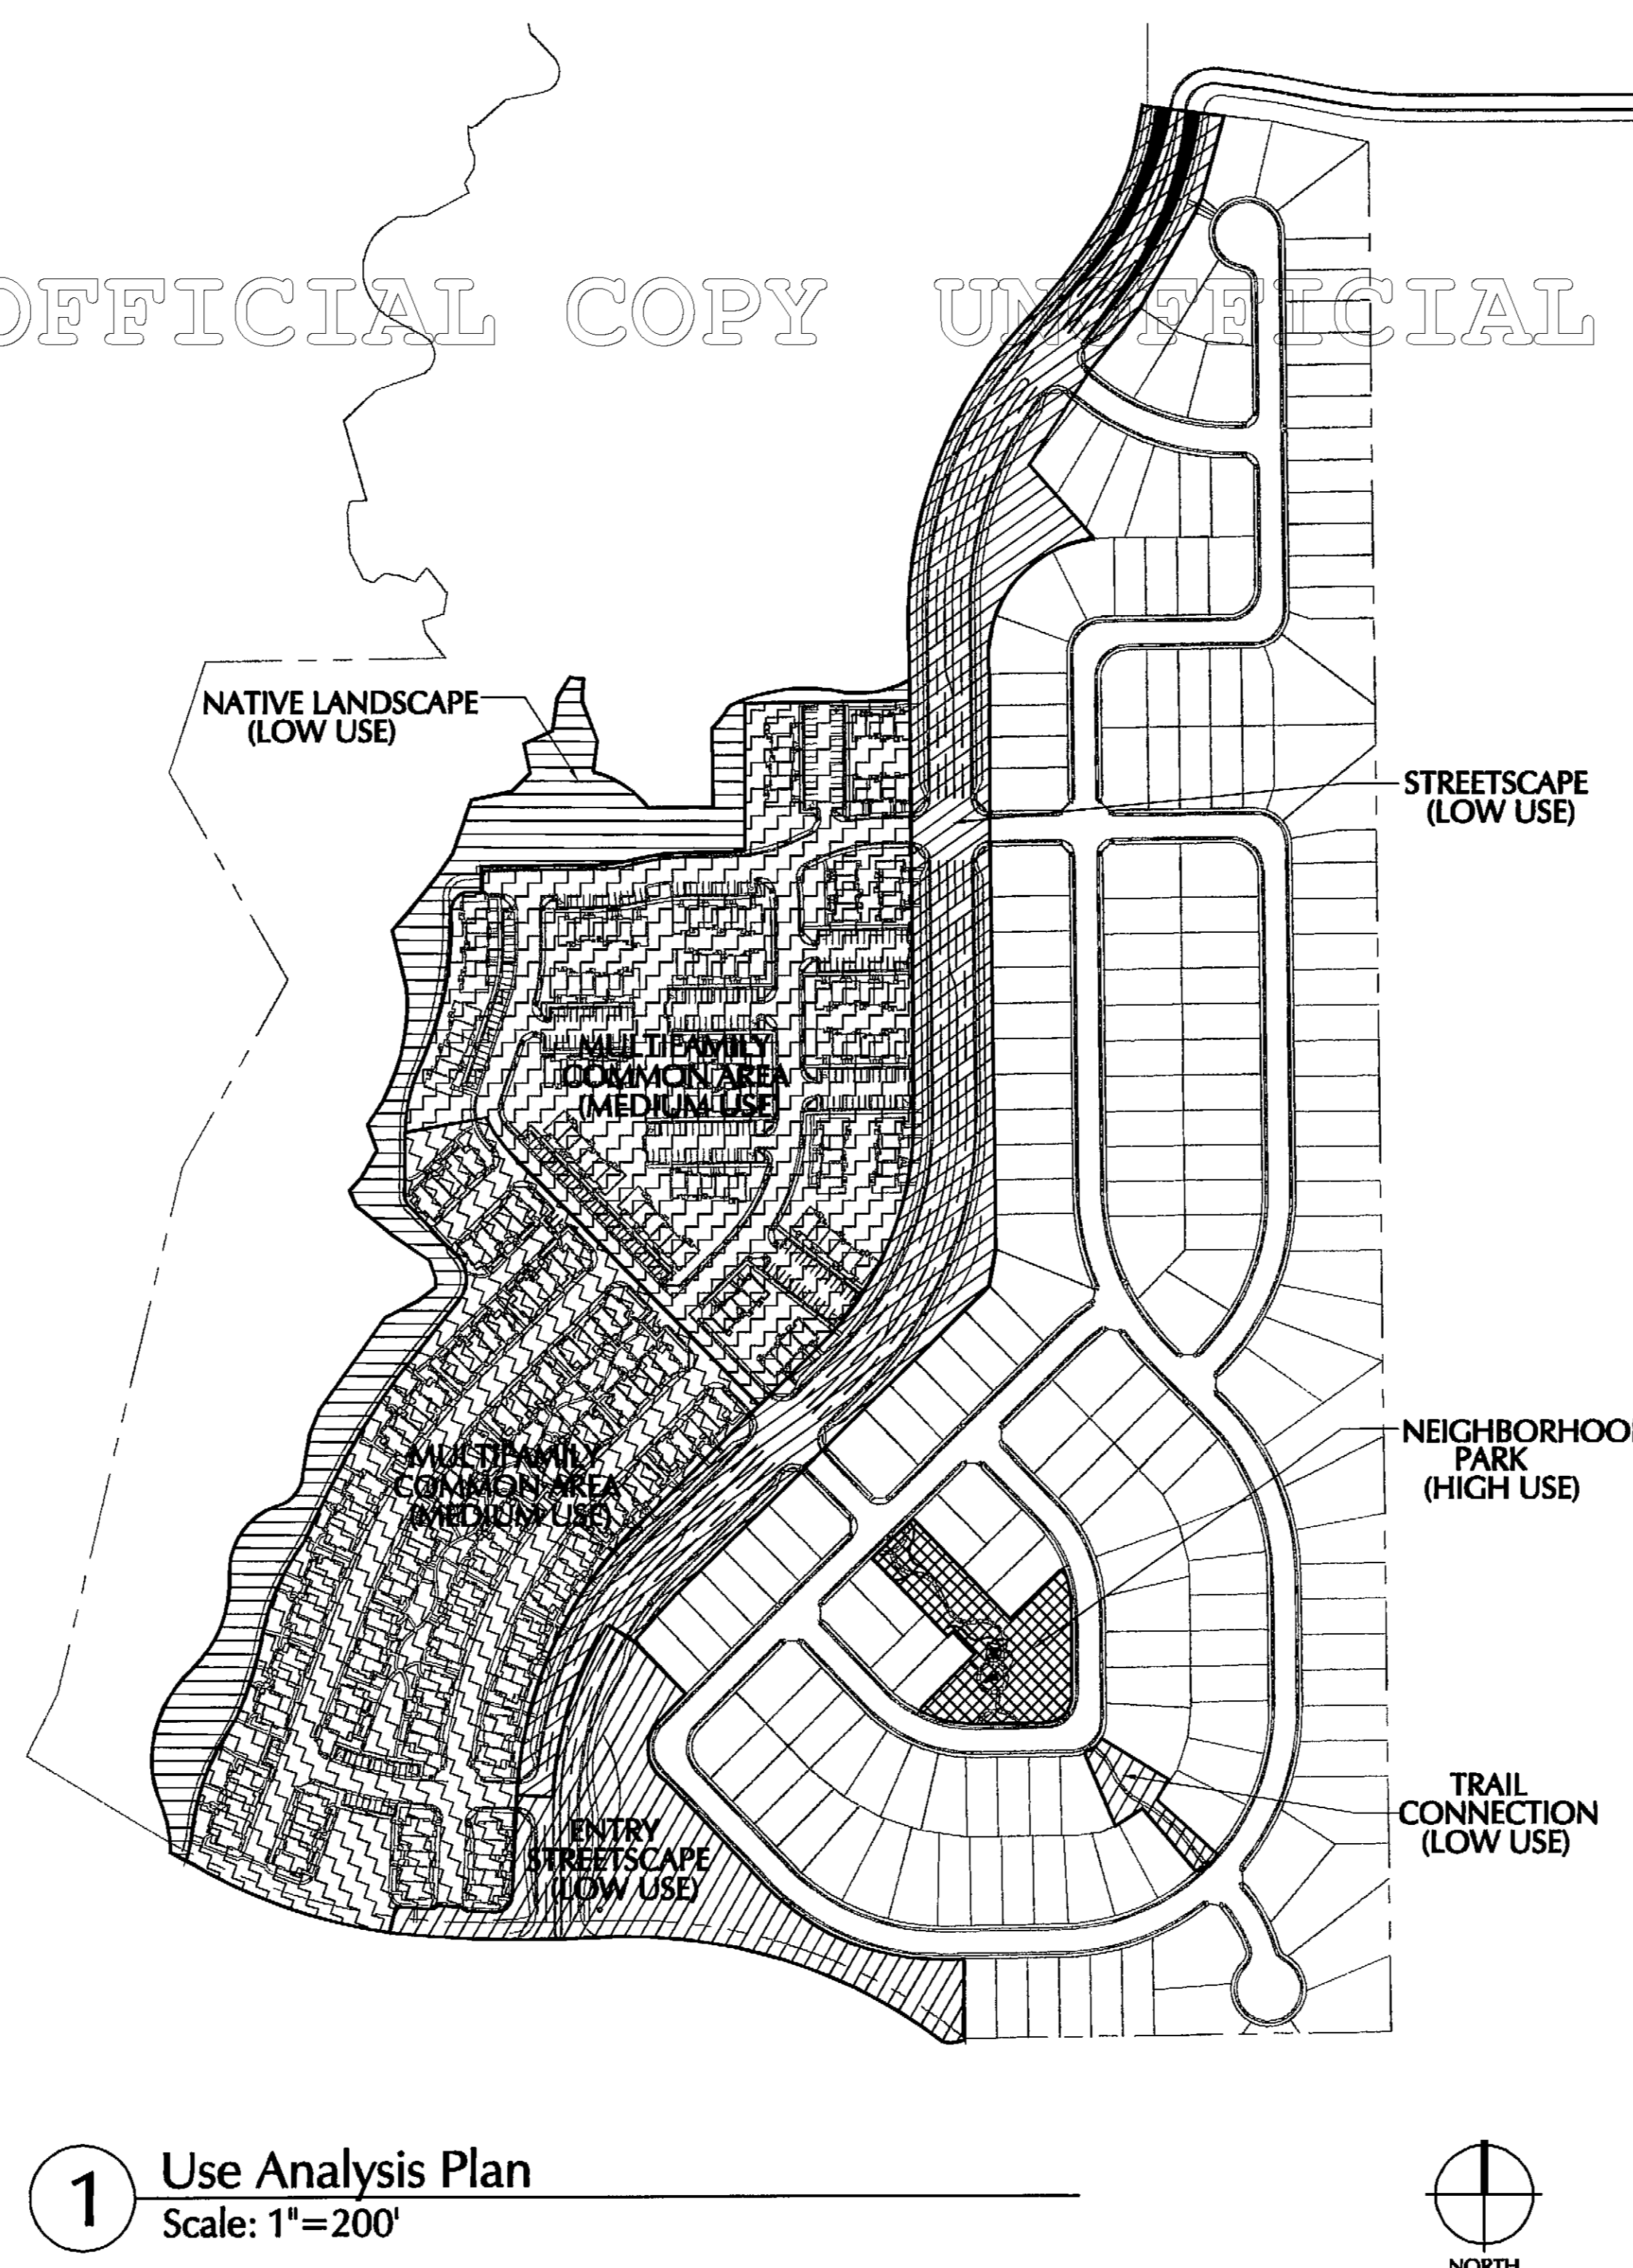 OFFICIAL COPY UNOFFICIAL
NATIVE LANDSCAPE
(LOW USE)
STREETSCAPE
(LOW USE)
MULTIFAMILY
COMMON AREA
(MEDIUM USE)
NEIGHBORHOO
PARK
(HIGH USE)
MULTIFAMILY
COMMON AREA
(MEDIUM USE)
TRAIL
CONNECTION
(LOW USE)
ENTRY
STREETSCAPE
(LOW USE)
1 Use Analysis Plan
Scale: 1"=200'
NORTH